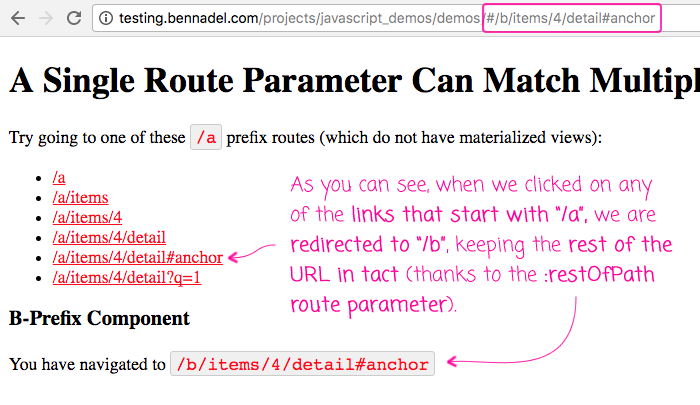 testing.bennadel.com/projects/javascript_demos/demos/#/b/items/4/detail#anchor
A Single Route Parameter Can Match Multipl
Try going to one of these /a prefix routes (which do not have materialized views):
/a
/a/items
/a/items/4
/a/items/4/detail
/a/items/4/detail#anchor
/a/items/4/detail?q=1
As you can see, when we clicked on any
of the links that start with "/a", we are
redirected to "/b", keeping the rest of the
URL in tact (thanks to the :restOfPath
route parameter).
B-Prefix Component
You have navigated to /b/items/4/detail#anchor